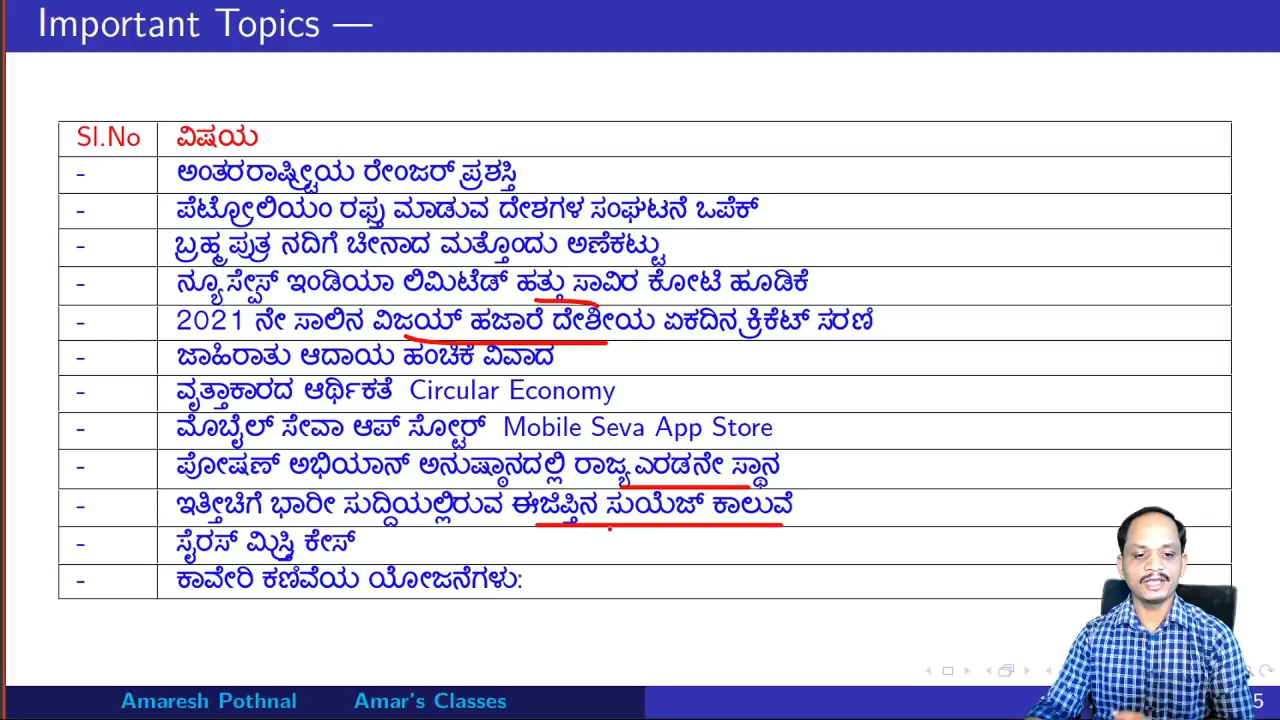 Important Topics —
Sl.No ವಿಷಯ
- ಅಂತರರಾಷ್ಟ್ರೀಯ ರೇಂಜರ್ ಪ್ರಶಸ್ತಿ
- ಪೆಟ್ರೋಲಿಯಂ ರಫ್ತು ಮಾಡುವ ದೇಶಗಳ ಸಂಘಟನೆ ಒಪೆಕ್
- ಬ್ರಹ್ಮಪುತ್ರ ನದಿಗೆ ಚೀನಾದ ಮತ್ತೊಂದು ಅಣೆಕಟ್ಟು
- ನ್ಯೂ ಸ್ಪೇಸ್ ಇಂಡಿಯಾ ಲಿಮಿಟೆಡ್ ಹತ್ತು ಸಾವಿರ ಕೋಟಿ ಹೂಡಿಕೆ
- 2021 ನೇ ಸಾಲಿನ ವಿಜಯ್ ಹಜಾರೆ ದೇಶೀಯ ಏಕದಿನ ಕ್ರಿಕೆಟ್ ಸರಣಿ
- ಜಾಹಿರಾತು ಆದಾಯ ಹಂಚಿಕೆ ವಿವಾದ
- ವೃತ್ತಾಕಾರದ ಆರ್ಥಿಕತೆ Circular Economy
- ಮೊಬೈಲ್ ಸೇವಾ ಆಪ್ ಸ್ಟೋರ್ Mobile Seva App Store
- ಪೋಷಣ್ ಅಭಿಯಾನ್ ಅನುಷ್ಠಾನದಲ್ಲಿ ರಾಜ್ಯ ಎರಡನೇ ಸ್ಥಾನ
- ಇತ್ತೀಚಿಗೆ ಭಾರೀ ಸುದ್ದಿಯಲ್ಲಿರುವ ಈಜಿಪ್ತಿನ ಸುಯೆಜ್ ಕಾಲುವೆ
- ಸೈರಸ್ ಮಿಸ್ತ್ರಿ ಕೇಸ್
- ಕಾವೇರಿ ಕಣಿವೆಯ ಯೋಜನೆಗಳು:
Amaresh Pothnal Amar's Classes 5